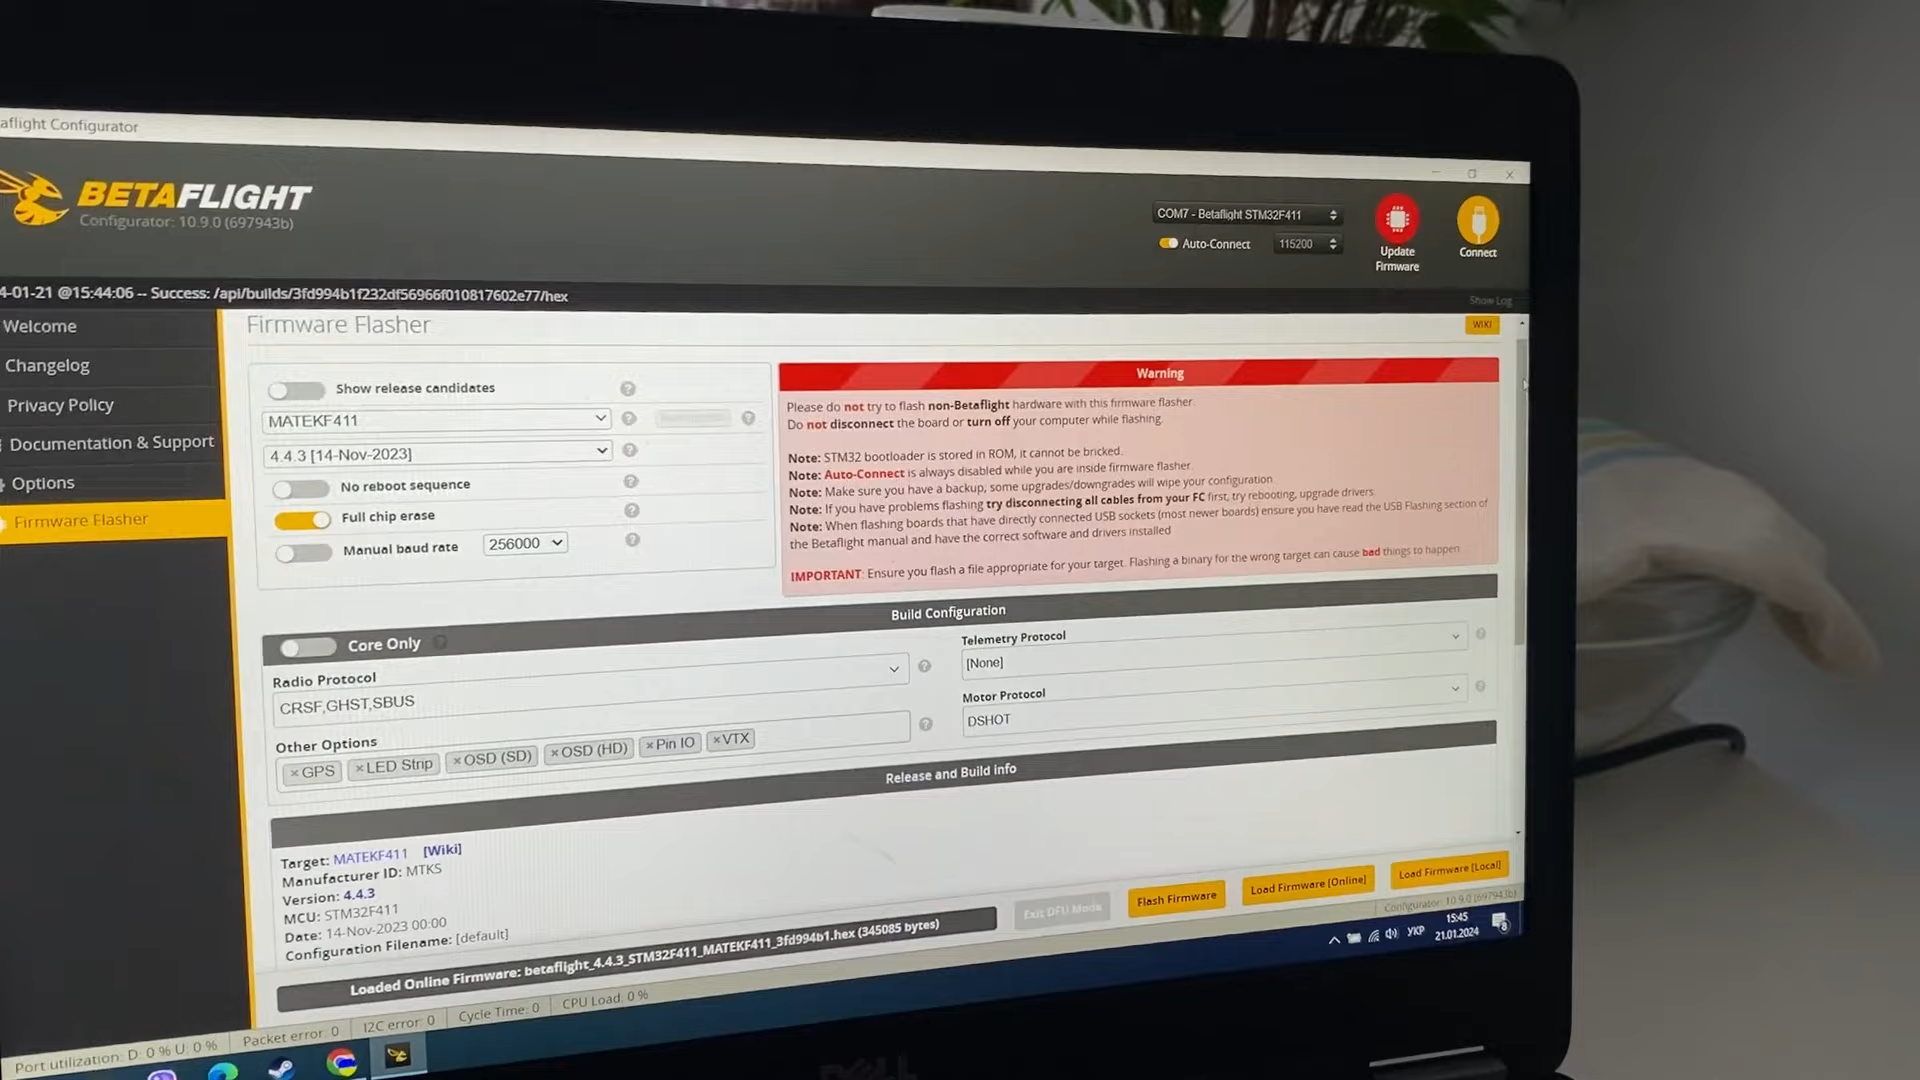 aflight Configurator
BETAFLIGHT
Configurator: 10.9.0 (697943b)
COM7 - Betaflight STM32F411
Auto-Connect
115200
Update
Firmware
Connect
4-01-21 @15:44:06 -- Success: /api/builds/3fd994b1f232df56966f010817602e77/hex
Show Log
Welcome
Changelog
Privacy Policy
Documentation & Support
Options
Firmware Flasher
Firmware Flasher
WIKI
Show release candidates
MATEKF411
4.4.3 [14-Nov-2023]
No reboot sequence
Full chip erase
Manual baud rate
256000
Warning
Please do not try to flash non-Betaflight hardware with this firmware flasher.
Do not disconnect the board or turn off your computer while flashing.
Note: STM32 bootloader is stored in ROM, it cannot be bricked.
Note: Auto-Connect is always disabled while you are inside firmware flasher.
Note: Make sure you have a backup, some upgrades/downgrades will wipe your configuration.
Note: If you have problems flashing try disconnecting all cables from your FC first, try rebooting, upgrade drivers.
Note: When flashing boards that have directly connected USB sockets (most newer boards) ensure you have read the USB Flashing section of
the Betaflight manual and have the correct software and drivers installed
IMPORTANT: Ensure you flash a file appropriate for your target. Flashing a binary for the wrong target can cause bad things to happen.
Build Configuration
Core Only
Radio Protocol
CRSF,GHST,SBUS
Telemetry Protocol
[None]
Other Options
×GPS ×LED Strip ×OSD (SD) ×OSD (HD) ×Pin IO ×VTX
Motor Protocol
DSHOT
Release and Build info
Target: MATEKF411 [Wiki]
Manufacturer ID: MTKS
Version: 4.4.3
MCU: STM32F411
Date: 14-Nov-2023 00:00
Configuration Filename: [default]
Loaded Online Firmware: betaflight_4.4.3_STM32F411_MATEKF411_3fd994b1.hex (345085 bytes)
Exit DFU Mode
Flash Firmware
Load Firmware [Online]
Load Firmware [Local]
Port utilization: D: 0 % U: 0 %
Packet error: 0
I2C error: 0
Cycle Time: 0
CPU Load: 0 %
Configurator: 10.9.0 (697943b)
УКР
15:45
21.01.2024
8
DELL